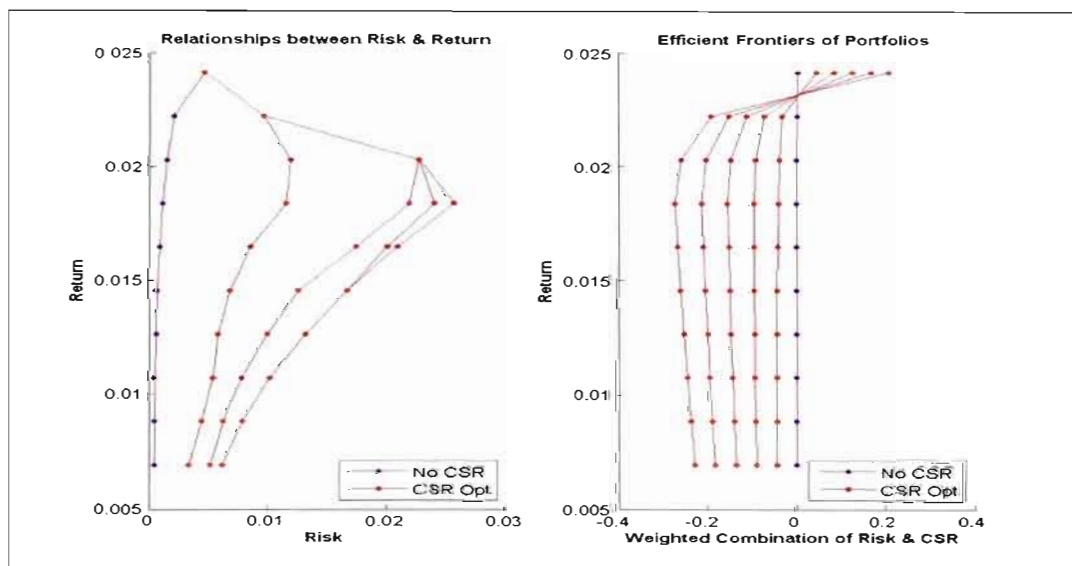 Relationships between Risk & Return
0 025
0.02
0.015
0.01
0.005
Return
0
0.01
0.02
0.03
Risk
No CSR
CSR Opt.
Efficient Frontiers of Portfolios
0.025
0.02
0.015
0.01
0.005
Return
-0.4
-0.2
0
0.2
0.4
Weighted Combination of Risk & CSR
No CSR
CSR Opt